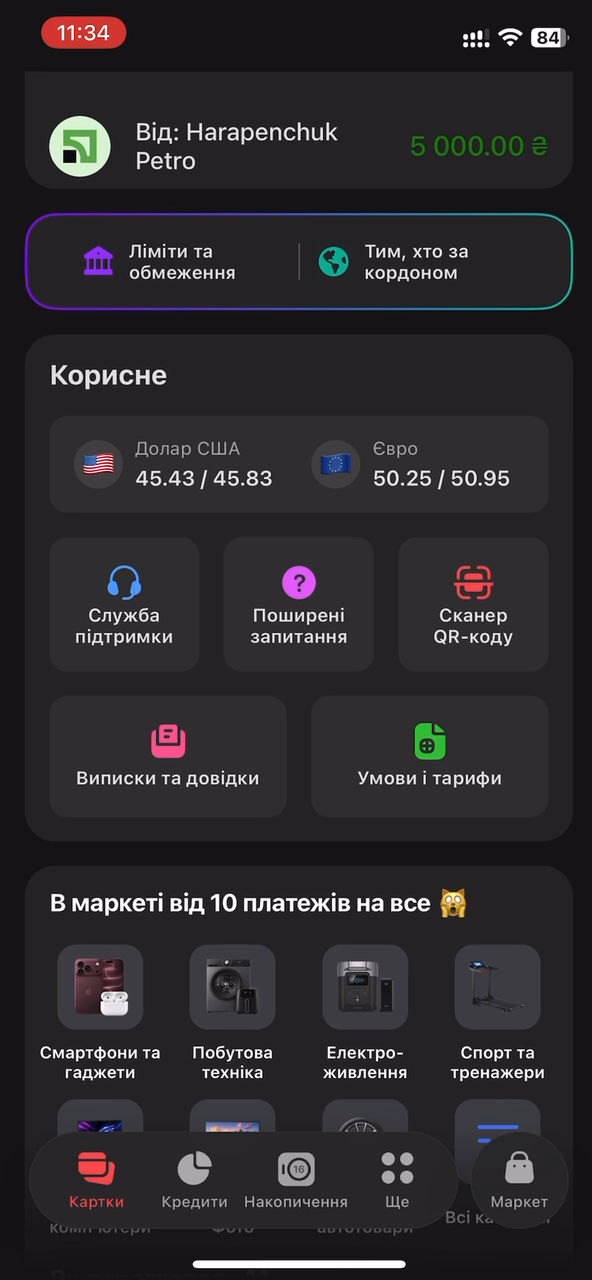 11:34
84
Від: Harapenchuk
Petro
5 000.00 ₴
Ліміти та
обмеження
Тим, хто за
кордоном
Корисне
Долар США
45.43 / 45.83
Євро
50.25 / 50.95
Служба
підтримки
Поширені
запитання
Сканер
QR-коду
Виписки та довідки
Умови і тарифи
В маркеті від 10 платежів на все 🙀
Смартфони та
гаджети
Побутова
техніка
Електро-
живлення
Спорт та
тренажери
16
Картки
Кредити
Накопичення
Ще
Маркет
Всі